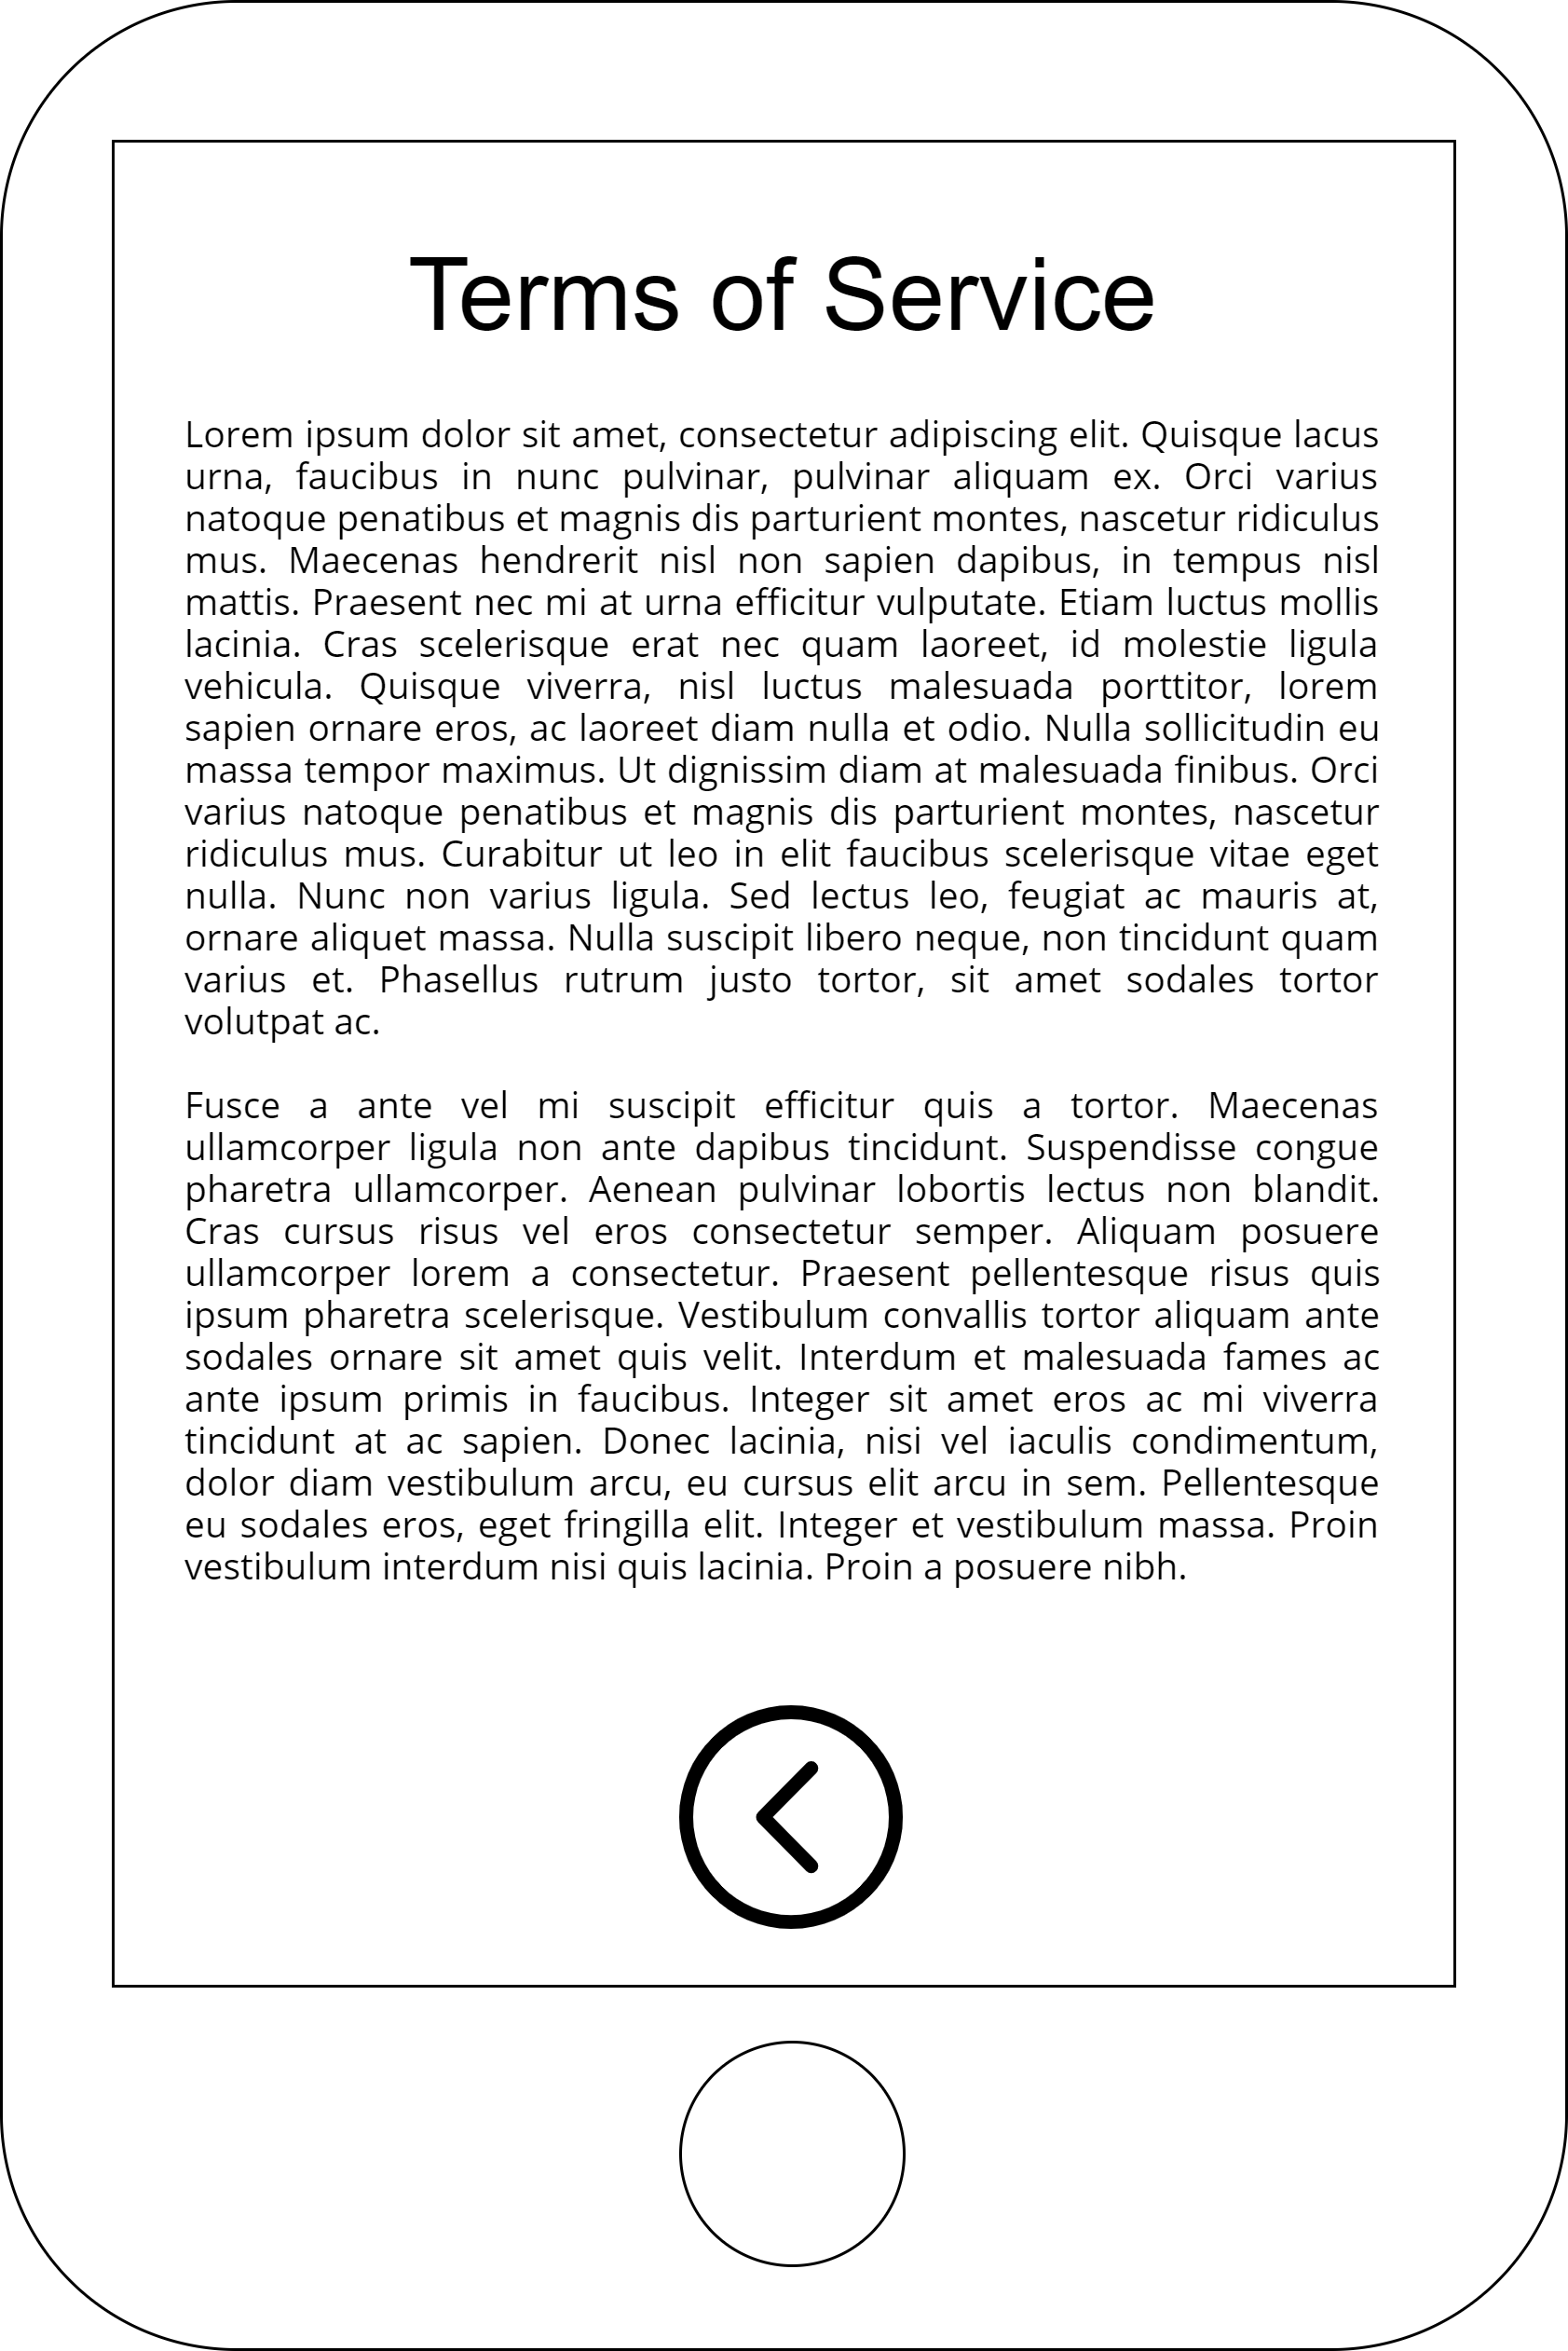 Terms of Service
Lorem ipsum dolor sit amet, consectetur adipiscing elit. Quisque lacus
urna, faucibus in nunc pulvinar, pulvinar aliquam ex. Orci varius
natoque penatibus et magnis dis parturient montes, nascetur ridiculus
mus. Maecenas hendrerit nisl non sapien dapibus, in tempus nisl
mattis. Praesent nec mi at urna efficitur vulputate. Etiam luctus mollis
lacinia. Cras scelerisque erat nec quam laoreet, id molestie ligula
vehicula. Quisque viverra, nisl luctus malesuada porttitor, lorem
sapien ornare eros, ac laoreet diam nulla et odio. Nulla sollicitudin eu
massa tempor maximus. Ut dignissim diam at malesuada finibus. Orci
varius natoque penatibus et magnis dis parturient montes, nascetur
ridiculus mus. Curabitur ut leo in elit faucibus scelerisque vitae eget
nulla. Nunc non varius ligula. Sed lectus leo, feugiat ac mauris at,
ornare aliquet massa. Nulla suscipit libero neque, non tincidunt quam
varius et. Phasellus rutrum justo tortor, sit amet sodales tortor
volutpat ac.
Fusce a ante vel mi suscipit efficitur quis a tortor. Maecenas
ullamcorper ligula non ante dapibus tincidunt. Suspendisse congue
pharetra ullamcorper. Aenean pulvinar lobortis lectus non blandit.
Cras cursus risus vel eros consectetur semper. Aliquam posuere
ullamcorper lorem a consectetur. Praesent pellentesque risus quis
ipsum pharetra scelerisque. Vestibulum convallis tortor aliquam ante
sodales ornare sit amet quis velit. Interdum et malesuada fames ac
ante ipsum primis in faucibus. Integer sit amet eros ac mi viverra
tincidunt at ac sapien. Donec lacinia, nisi vel iaculis condimentum,
dolor diam vestibulum arcu, eu cursus elit arcu in sem. Pellentesque
eu sodales eros, eget fringilla elit. Integer et vestibulum massa. Proin
vestibulum interdum nisi quis lacinia. Proin a posuere nibh.